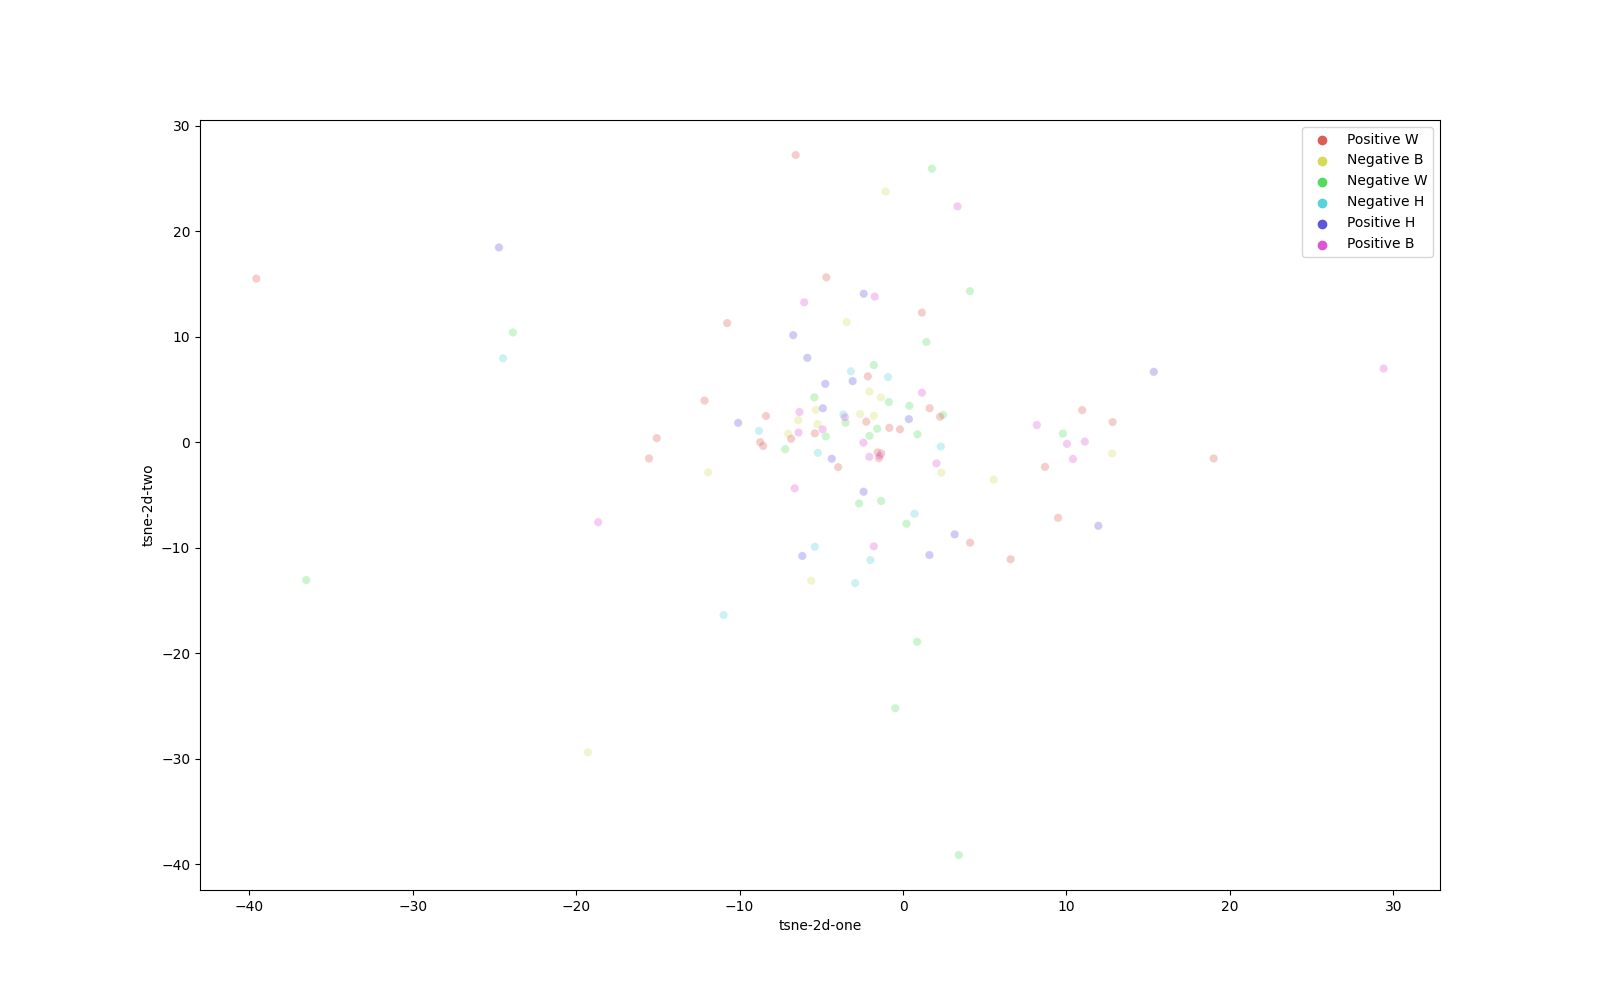 Positive W
Negative B
Negative W
Negative H
Positive H
Positive B
30
20
10
0
−10
−20
−30
−40
tsne-2d-two
−40 −30 −20 −10 0 10 20 30
tsne-2d-one